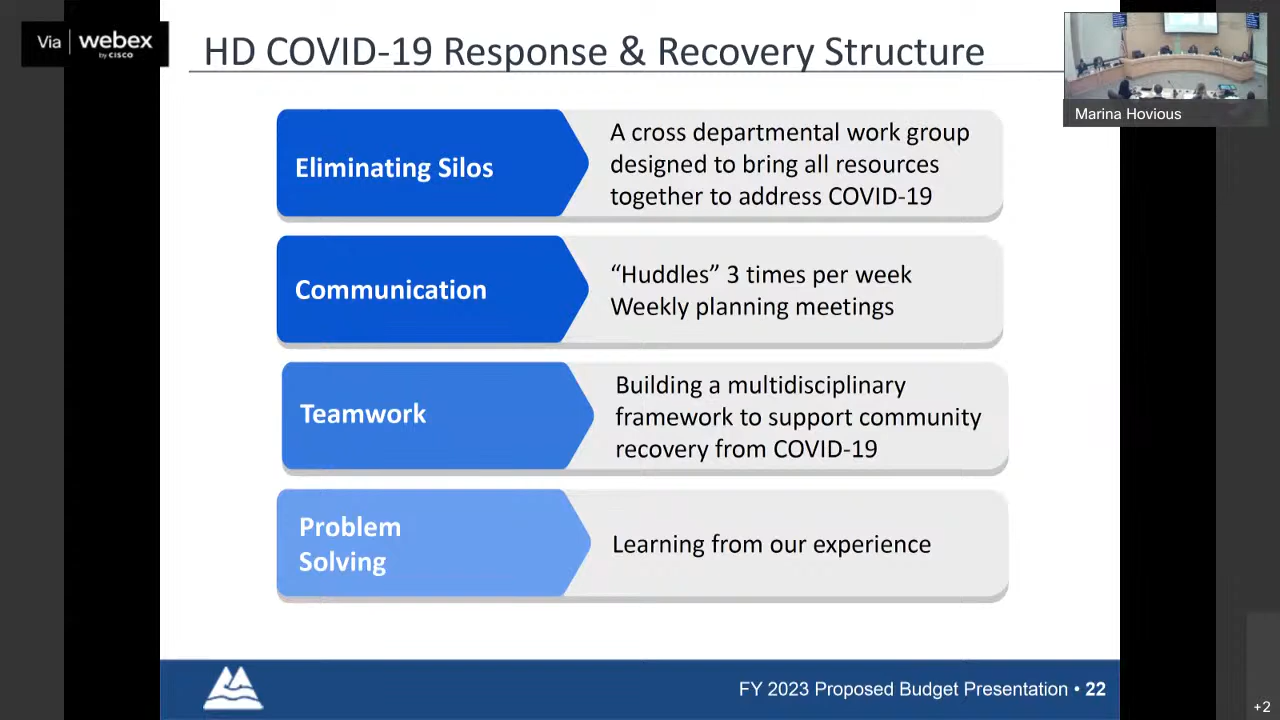 Via webex
by CISCO
HD COVID-19 Response & Recovery Structure
Marina Hovious
Eliminating Silos
A cross departmental work group
designed to bring all resources
together to address COVID-19
Communication
“Huddles” 3 times per week
Weekly planning meetings
Teamwork
Building a multidisciplinary
framework to support community
recovery from COVID-19
Problem
Solving
Learning from our experience
FY 2023 Proposed Budget Presentation • 22
+2